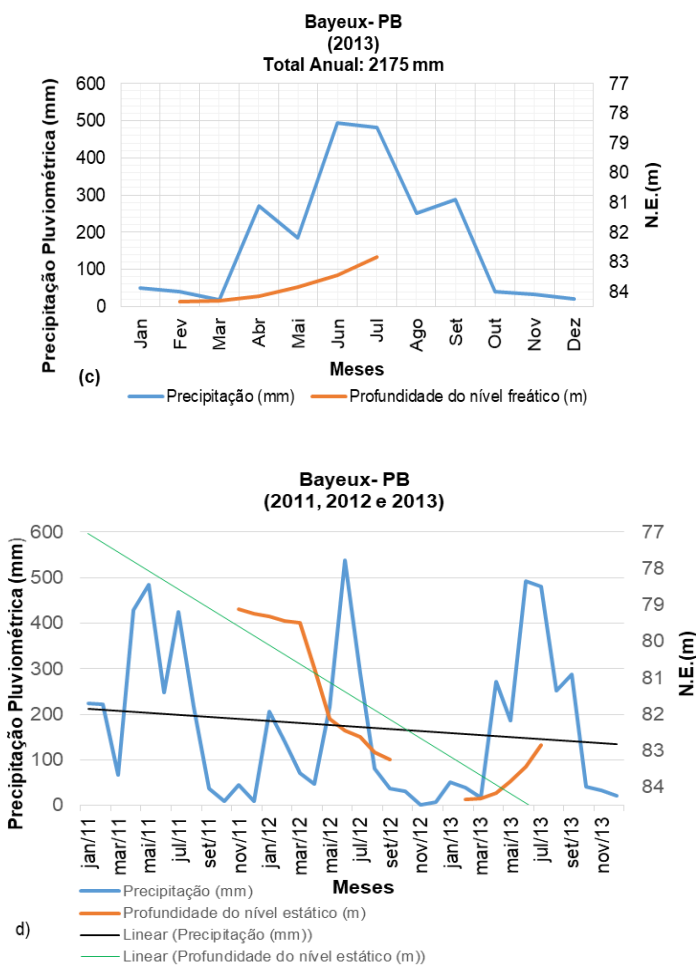 Bayeux- PB
(2013)
Total Anual: 2175 mm
Precipitação Pluviométrica (mm)
600
500
400
300
200
100
0
77
78
79
80
81
82
83
84
N.E.(m)
Jan
Fev
Mar
Abr
Mai
Jun
Jul
Ago
Set
Out
Nov
Dez
Meses
(c)
Precipitação (mm)
Profundidade do nível freático (m)
Bayeux- PB
(2011, 2012 e 2013)
Precipitação Pluviométrica (mm)
600
500
400
300
200
100
0
77
78
79
80
81
82
83
84
N.E.(m)
jan/11
mar/11
mai/11
jul/11
set/11
nov/11
jan/12
mar/12
mai/12
jul/12
set/12
nov/12
jan/13
mar/13
mai/13
jul/13
set/13
nov/13
Meses
Precipitação (mm)
Profundidade do nível estático (m)
Linear (Precipitação (mm))
Linear (Profundidade do nível estático (m))
d)